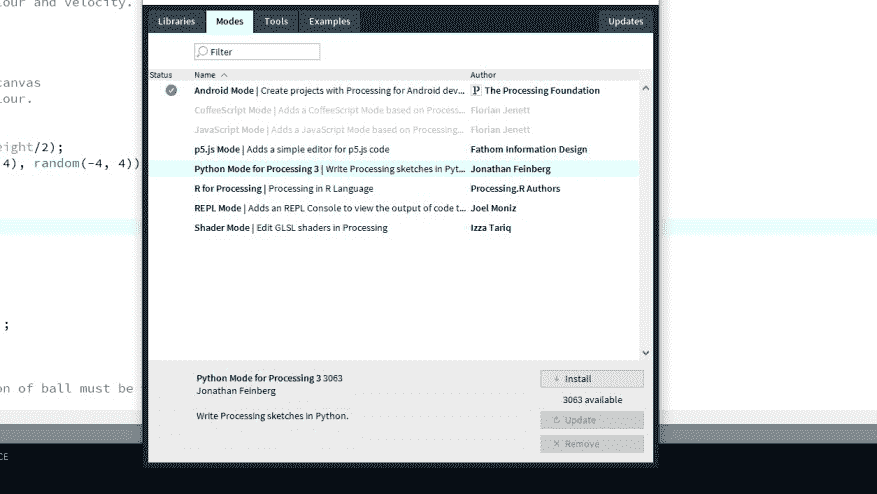 our and velocity.
Libraries Modes Tools Examples Updates
Filter
canvas
Status Name Author
Android Mode | Create projects with Processing for Android dev... The Processing Foundation
our.
CoffeeScript Mode | Adds a CoffeeScript Mode based on Process... Florian Jenett
JavaScript Mode | Adds a JavaScript Mode based on Processing... Florian Jenett
eight/2);
p5.js Mode | Adds a simple editor for p5.js code Fathom Information Design
4), random(-4, 4))
Python Mode for Processing 3 | Write Processing sketches in Pyt... Jonathan Feinberg
R for Processing | Processing in R Language Processing.R Authors
REPL Mode | Adds an REPL Console to view the output of code t... Joel Moniz
Shader Mode | Edit GLSL shaders in Processing Izza Tariq
;
Python Mode for Processing 3 3063
Jonathan Feinberg
Install
on of ball must be
3063 available
Write Processing sketches in Python.
Update
Remove
CE